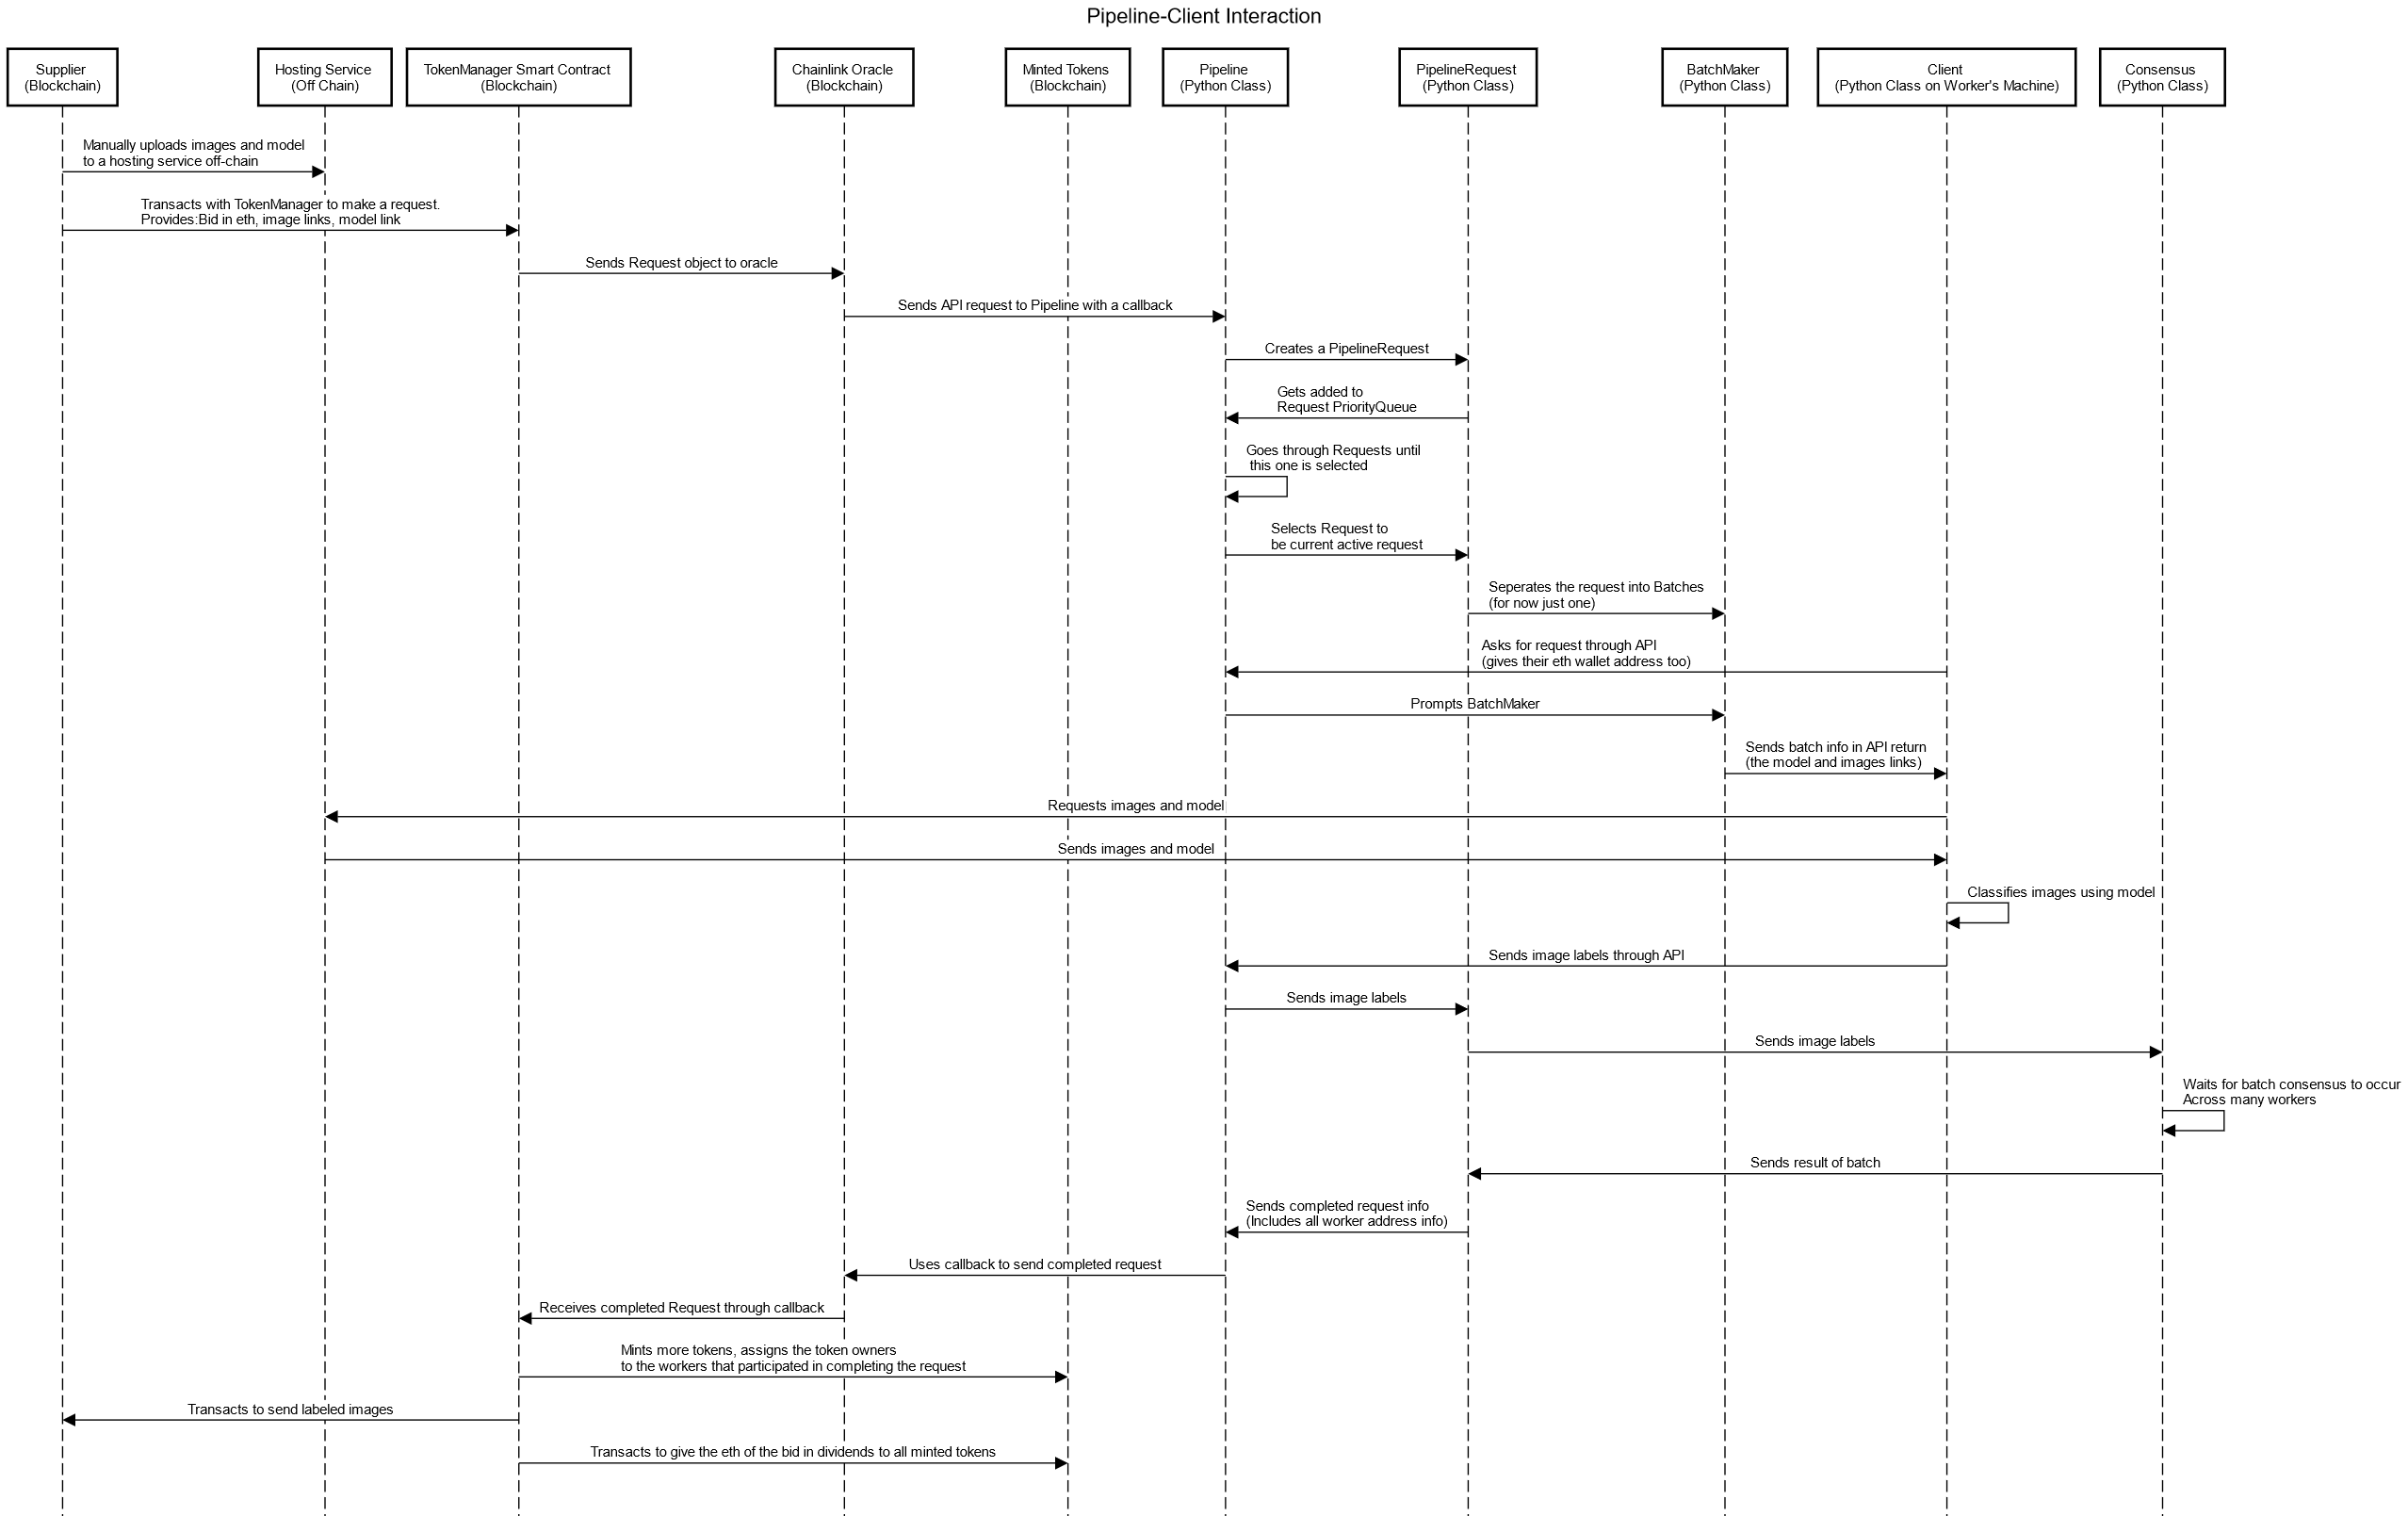 Pipeline-Client Interaction
Supplier
(Blockchain)
Hosting Service
(Off Chain)
TokenManager Smart Contract
(Blockchain)
Chainlink Oracle
(Blockchain)
Minted Tokens
(Blockchain)
Pipeline
(Python Class)
PipelineRequest
(Python Class)
BatchMaker
(Python Class)
Client
(Python Class on Worker's Machine)
Consensus
(Python Class)
Manually uploads images and model
to a hosting service off-chain
Transacts with TokenManager to make a request.
Provides:Bid in eth, image links, model link
Sends Request object to oracle
Sends API request to Pipeline with a callback
Creates a PipelineRequest
Gets added to
Request PriorityQueue
Goes through Requests until
this one is selected
Selects Request to
be current active request
Seperates the request into Batches
(for now just one)
Asks for request through API
(gives their eth wallet address too)
Prompts BatchMaker
Sends batch info in API return
(the model and images links)
Requests images and model
Sends images and model
Classifies images using model
Sends image labels through API
Sends image labels
Sends image labels
Waits for batch consensus to occur
Across many workers
Sends result of batch
Sends completed request info
(Includes all worker address info)
Uses callback to send completed request
Receives completed Request through callback
Mints more tokens, assigns the token owners
to the workers that participated in completing the request
Transacts to send labeled images
Transacts to give the eth of the bid in dividends to all minted tokens